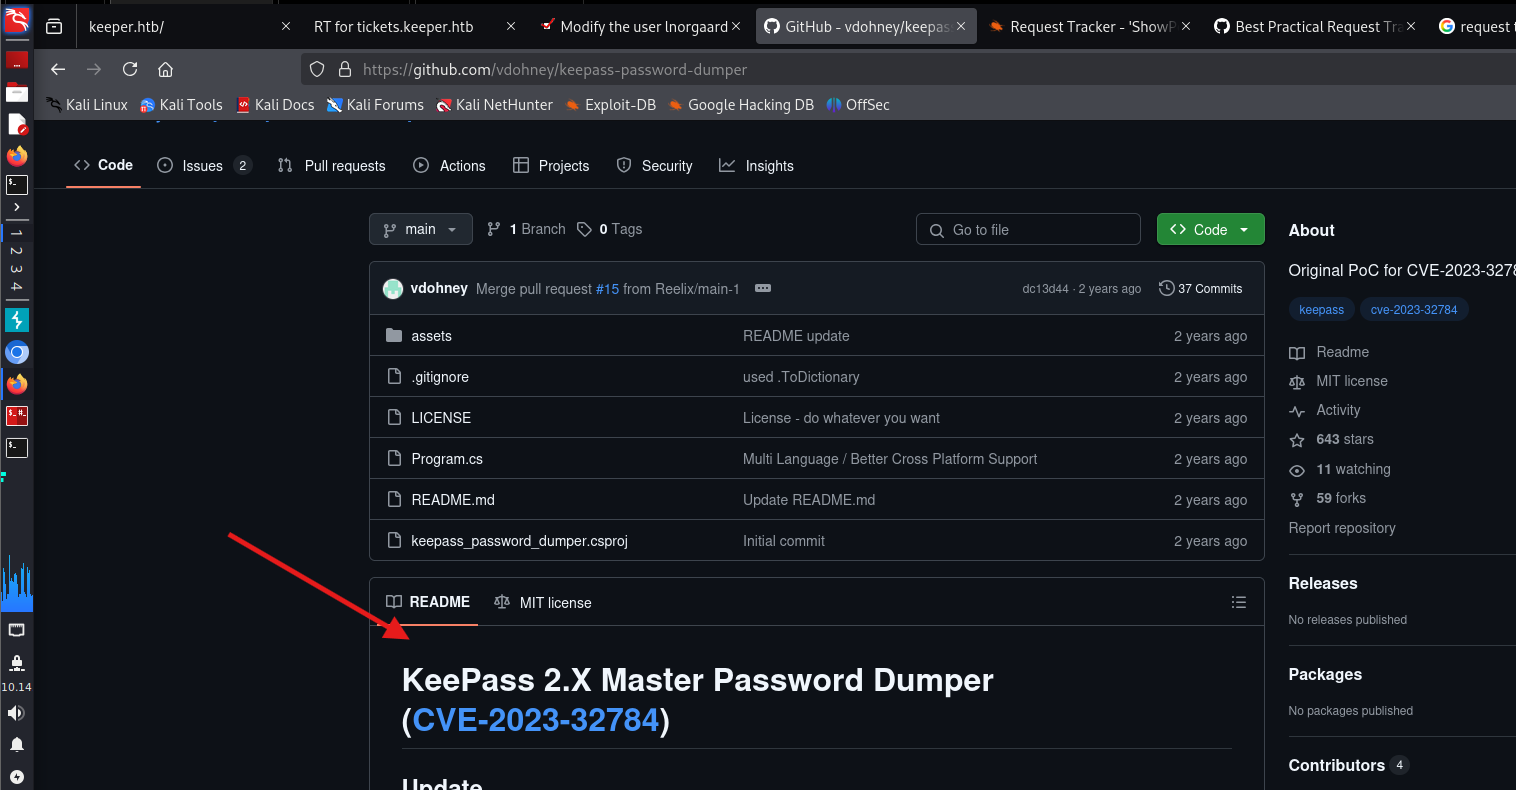 keeper.htb/
RT for tickets.keeper.htb
Modify the user lnorgaard
GitHub - vdohney/keepas
Request Tracker - 'ShowP
Best Practical Request Tra
request t
https://github.com/vdohney/keepass-password-dumper
Kali Linux
Kali Tools
Kali Docs
Kali Forums
Kali NetHunter
Exploit-DB
Google Hacking DB
OffSec
Code
Issues 2
Pull requests
Actions
Projects
Security
Insights
main
1 Branch
0 Tags
Go to file
Code
vdohney Merge pull request #15 from Reelix/main-1
dc13d44 · 2 years ago
37 Commits
assets README update 2 years ago
.gitignore used .ToDictionary 2 years ago
LICENSE License - do whatever you want 2 years ago
Program.cs Multi Language / Better Cross Platform Support 2 years ago
README.md Update README.md 2 years ago
keepass_password_dumper.csproj Initial commit 2 years ago
README
MIT license
KeePass 2.X Master Password Dumper
(CVE-2023-32784)
Update
About
Original PoC for CVE-2023-3278
keepass cve-2023-32784
Readme
MIT license
Activity
643 stars
11 watching
59 forks
Report repository
Releases
No releases published
Packages
No packages published
Contributors 4
1
2
3
4
10.14